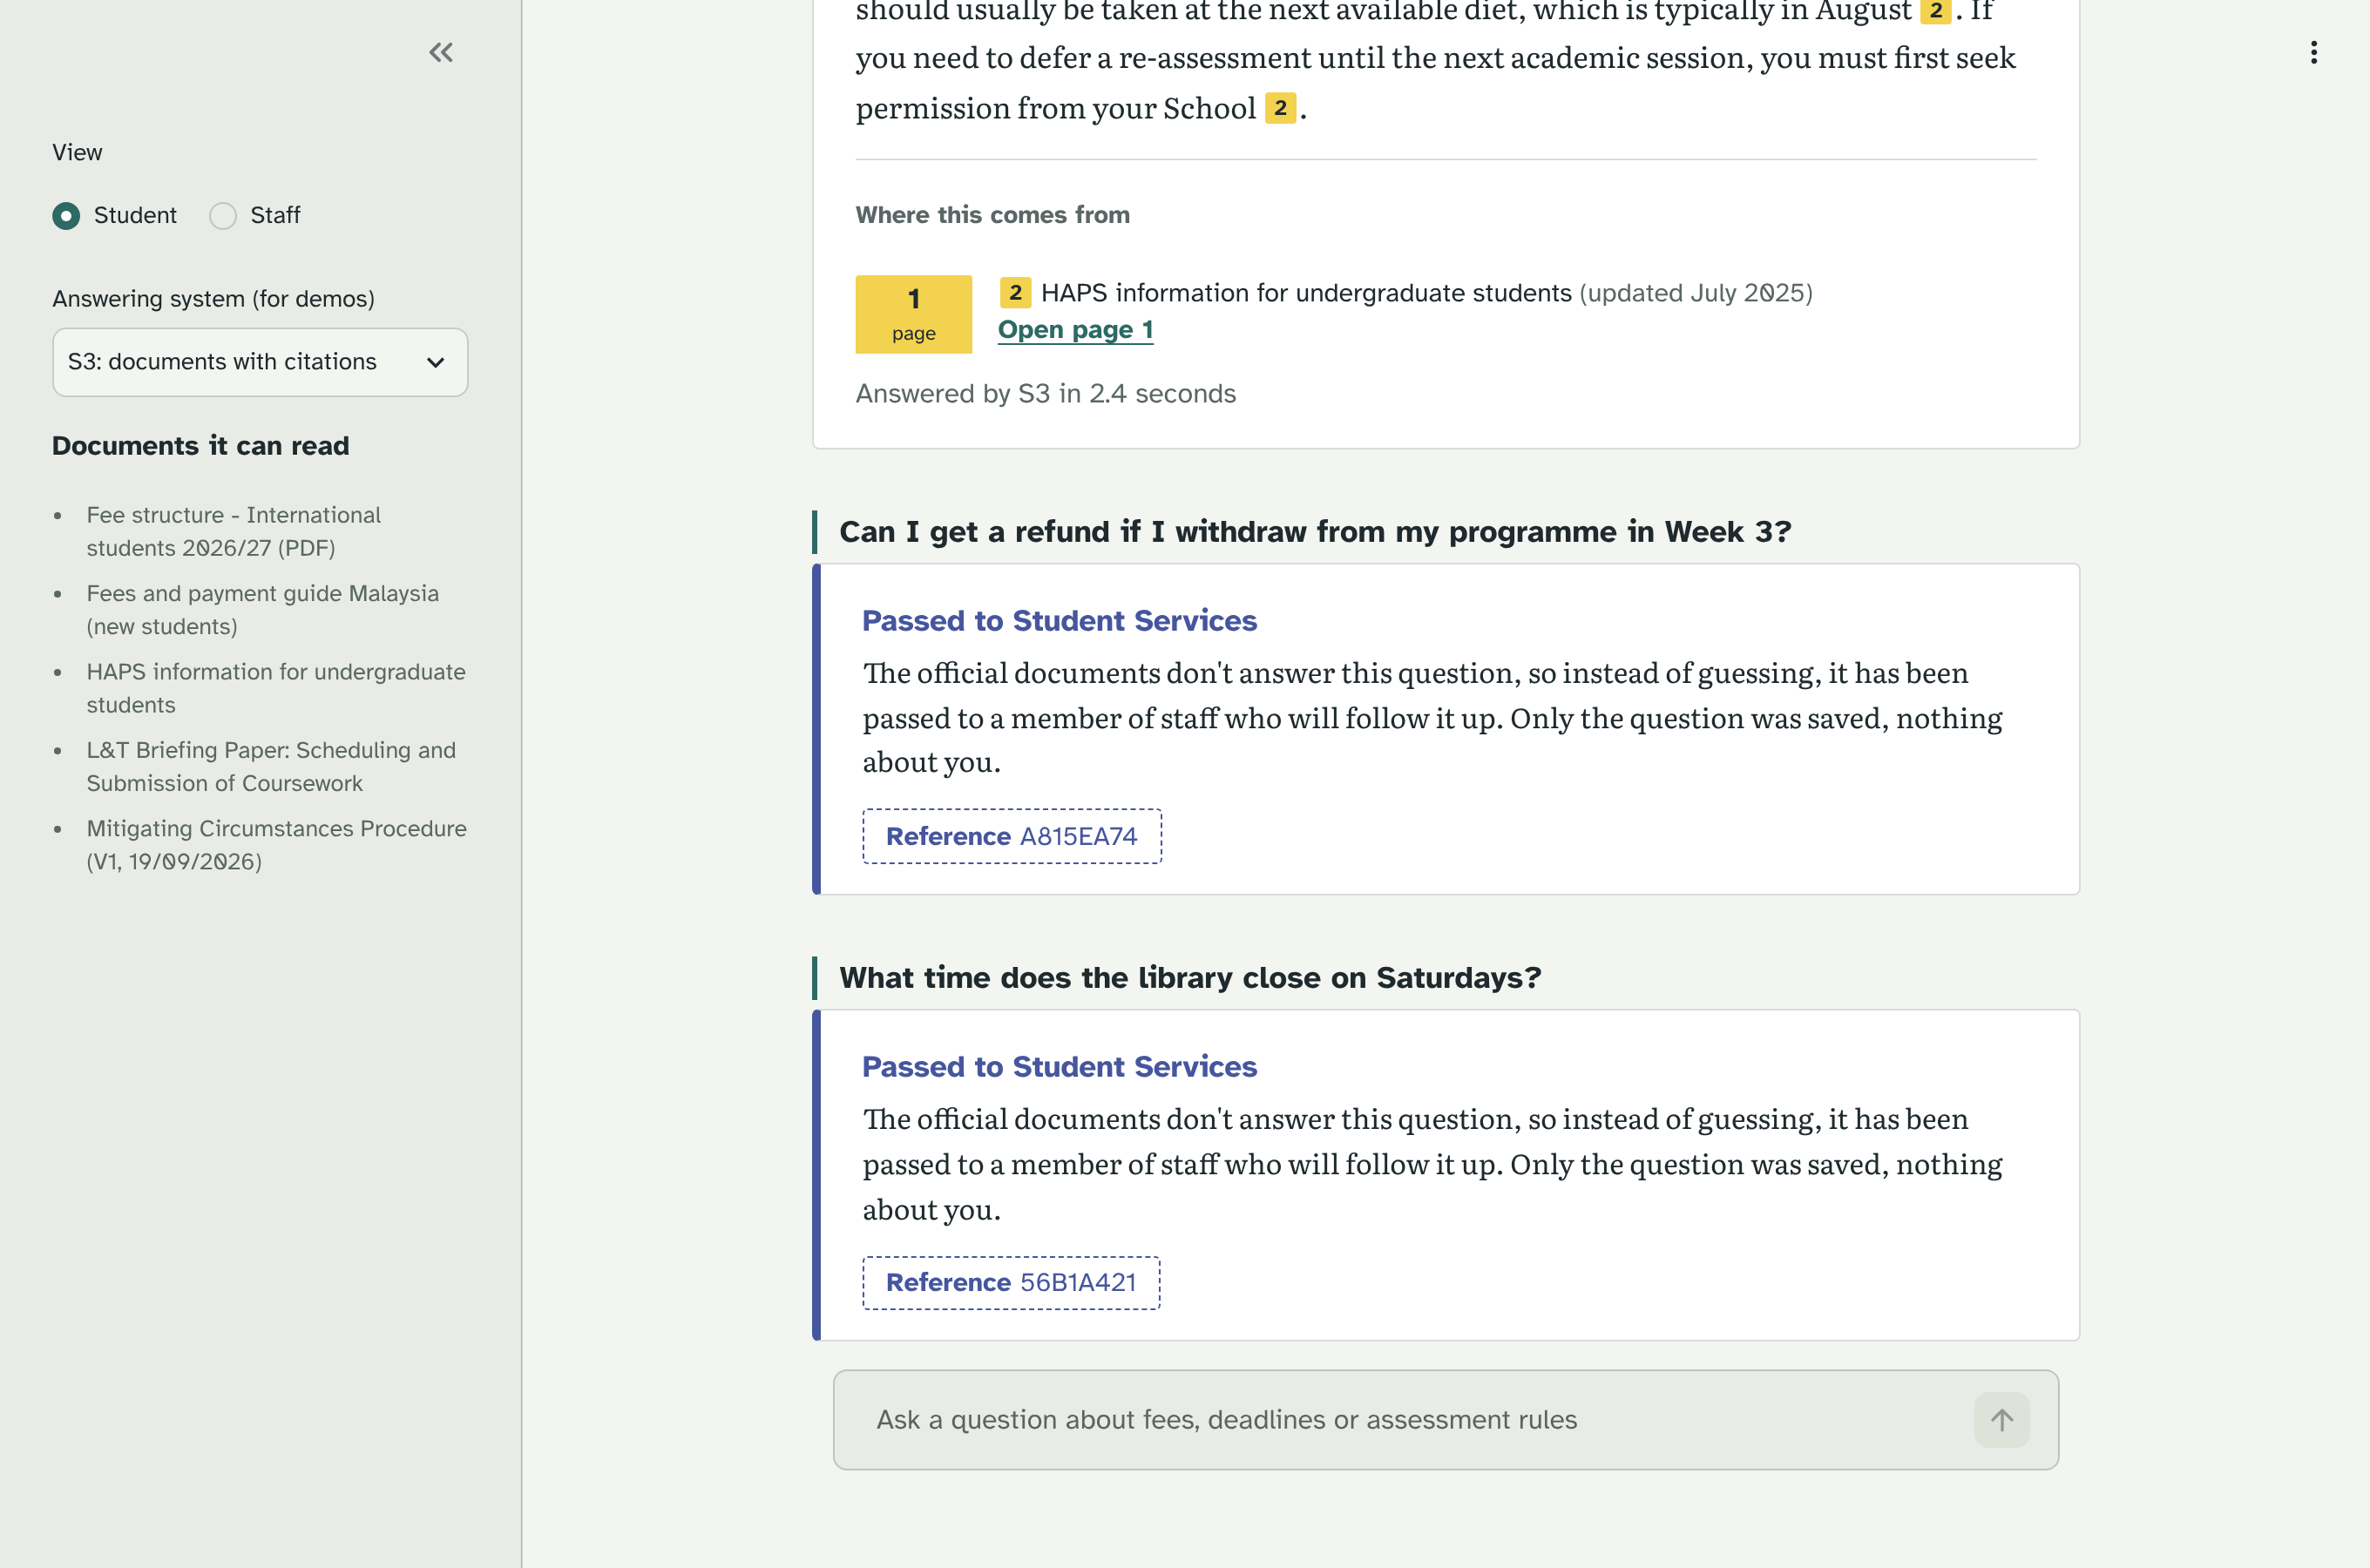 View
Student
Staff
Answering system (for demos)
S3: documents with citations
Documents it can read
Fee structure - International
students 2026/27 (PDF)
Fees and payment guide Malaysia
(new students)
HAPS information for undergraduate
students
L&T Briefing Paper: Scheduling and
Submission of Coursework
Mitigating Circumstances Procedure
(V1, 19/09/2026)
should usually be taken at the next available diet, which is typically in August 2. If
you need to defer a re-assessment until the next academic session, you must first seek
permission from your School 2.
Where this comes from
1
page
2 HAPS information for undergraduate students (updated July 2025)
Open page 1
Answered by S3 in 2.4 seconds
Can I get a refund if I withdraw from my programme in Week 3?
Passed to Student Services
The official documents don't answer this question, so instead of guessing, it has been
passed to a member of staff who will follow it up. Only the question was saved, nothing
about you.
Reference A815EA74
What time does the library close on Saturdays?
Passed to Student Services
The official documents don't answer this question, so instead of guessing, it has been
passed to a member of staff who will follow it up. Only the question was saved, nothing
about you.
Reference 56B1A421
Ask a question about fees, deadlines or assessment rules